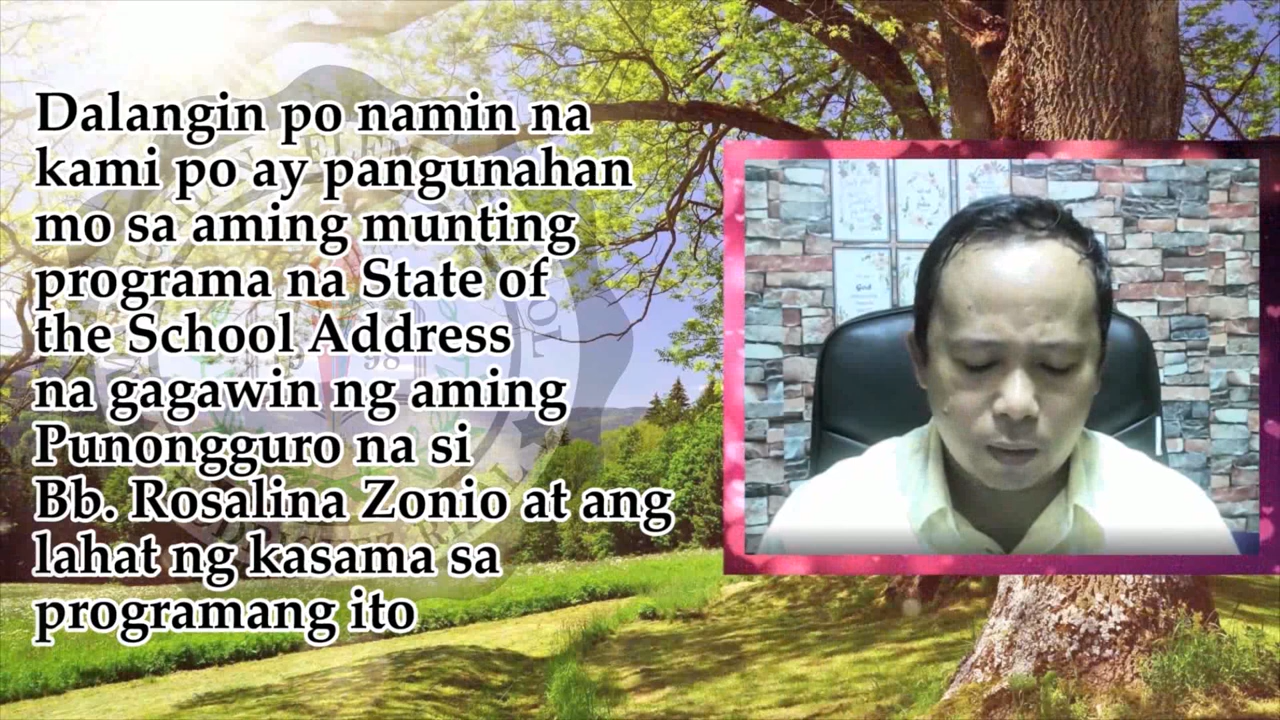 Dalangin po namin na
kami po ay pangunahan
mo sa aming munting
programa na State of
the School Address
na gagawin ng aming
Punongguro na si
Bb. Rosalina Zonio at ang
lahat ng kasama sa
programang ito